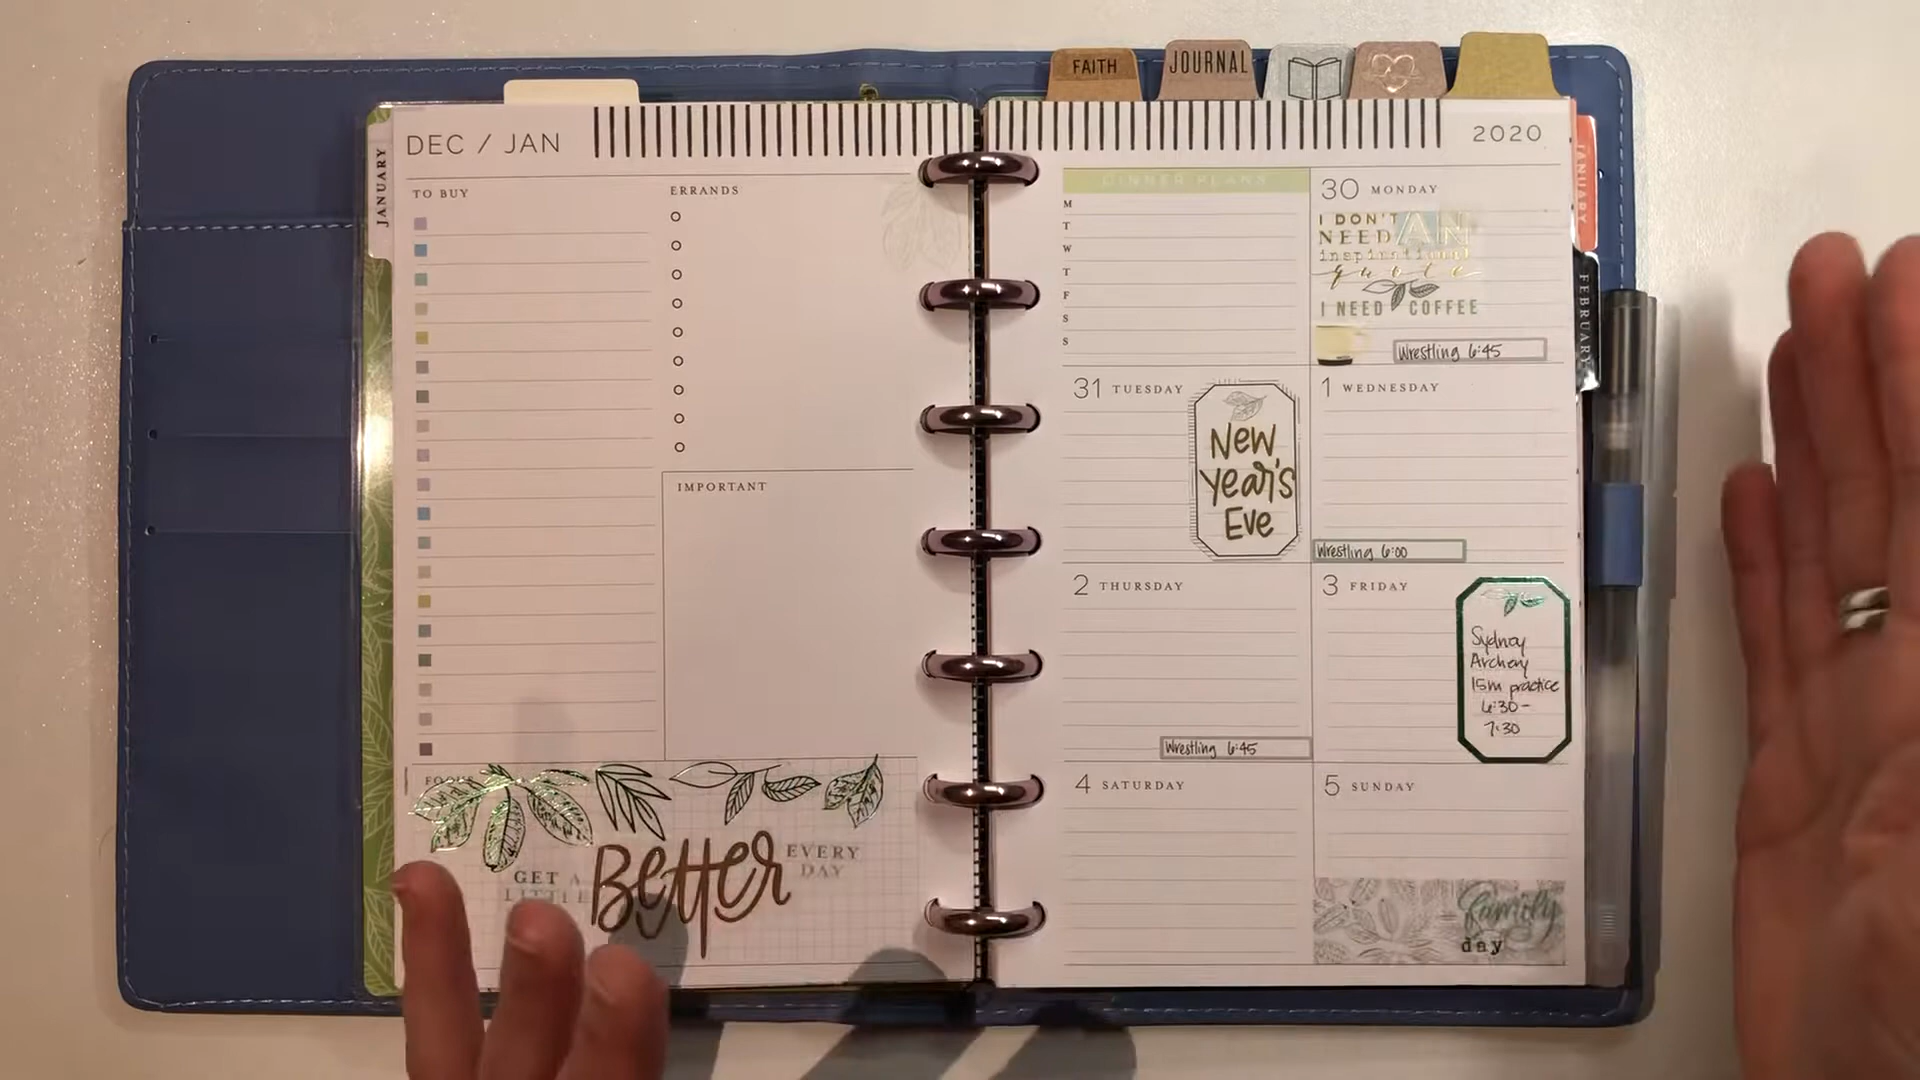 FAITH
JOURNAL
JANUARY
DEC / JAN
TO BUY
ERRANDS
IMPORTANT
FOCUS
GET A
LITTLE
Better
EVERY
DAY
2020
DINNER PLANS
M
T
W
T
F
S
S
30 MONDAY
I DON'T
NEED AN
inspirational
quote
I NEED COFFEE
Wrestling 6:45
31 TUESDAY
New
Year's
Eve
1 WEDNESDAY
Wrestling 6:00
2 THURSDAY
Wrestling 6:45
3 FRIDAY
Sydney
Archery
15m practice
6:30-
7:30
4 SATURDAY
5 SUNDAY
family
day
JANUARY
FEBRUARY